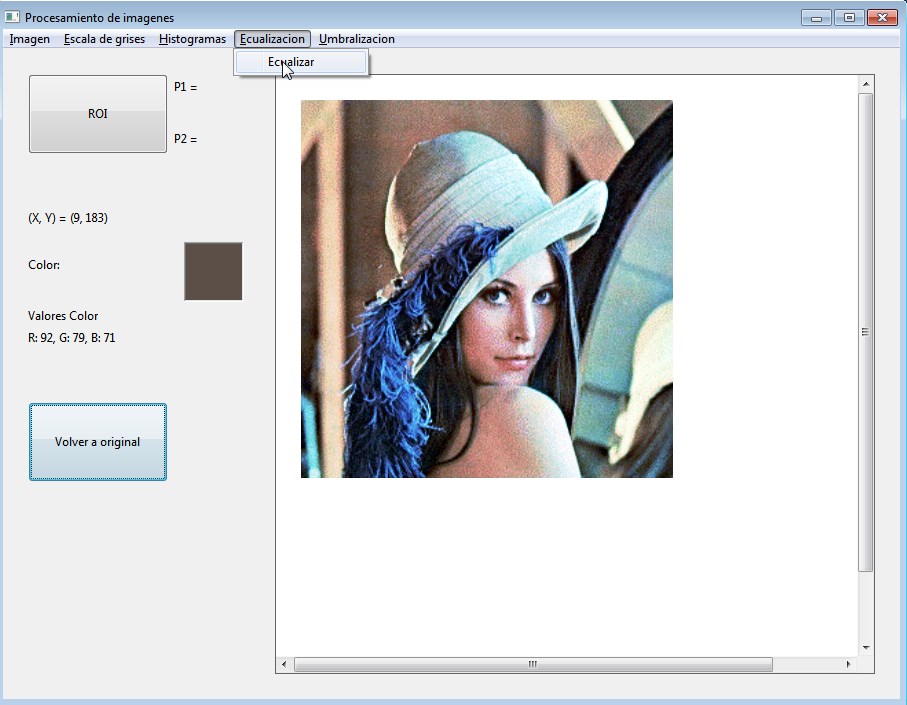 Procesamiento de imagenes
Imagen Escala de grises Histogramas Ecualizacion Umbralizacion
Ecualizar
ROI
P1 =
P2 =
(X, Y) = (9, 183)
Color:
Valores Color
R: 92, G: 79, B: 71
Volver a original